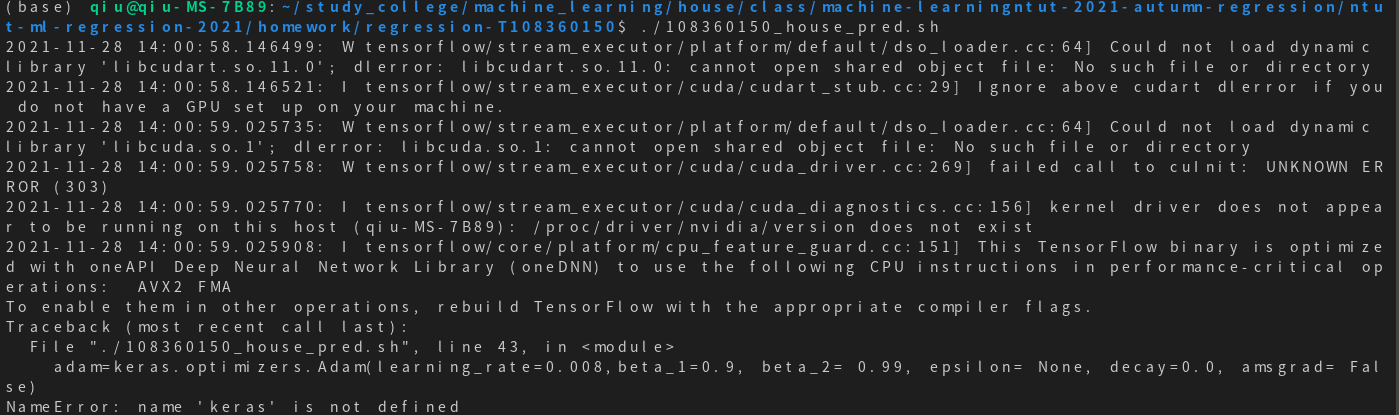 (base) qiu@qiu-MS-7B89:~/study_college/machine_learning/house/class/machine-learningntut-2021-autumn-regression/ntu
t-ml-regression-2021/homework/regression-T108360150$ ./108360150_house_pred.sh
2021-11-28 14:00:58.146499: W tensorflow/stream_executor/platform/default/dso_loader.cc:64] Could not load dynamic
library 'libcudart.so.11.0'; dlerror: libcudart.so.11.0: cannot open shared object file: No such file or directory
2021-11-28 14:00:58.146521: I tensorflow/stream_executor/cuda/cudart_stub.cc:29] Ignore above cudart dlerror if you
 do not have a GPU set up on your machine.
2021-11-28 14:00:59.025735: W tensorflow/stream_executor/platform/default/dso_loader.cc:64] Could not load dynamic
library 'libcuda.so.1'; dlerror: libcuda.so.1: cannot open shared object file: No such file or directory
2021-11-28 14:00:59.025758: W tensorflow/stream_executor/cuda/cuda_driver.cc:269] failed call to cuInit: UNKNOWN ER
ROR (303)
2021-11-28 14:00:59.025770: I tensorflow/stream_executor/cuda/cuda_diagnostics.cc:156] kernel driver does not appea
r to be running on this host (qiu-MS-7B89): /proc/driver/nvidia/version does not exist
2021-11-28 14:00:59.025908: I tensorflow/core/platform/cpu_feature_guard.cc:151] This TensorFlow binary is optimize
d with oneAPI Deep Neural Network Library (oneDNN) to use the following CPU instructions in performance-critical op
erations:  AVX2 FMA
To enable them in other operations, rebuild TensorFlow with the appropriate compiler flags.
Traceback (most recent call last):
  File "./108360150_house_pred.sh", line 43, in <module>
    adam=keras.optimizers.Adam(learning_rate=0.008,beta_1=0.9, beta_2= 0.99, epsilon= None, decay=0.0, amsgrad= Fal
se)
NameError: name 'keras' is not defined